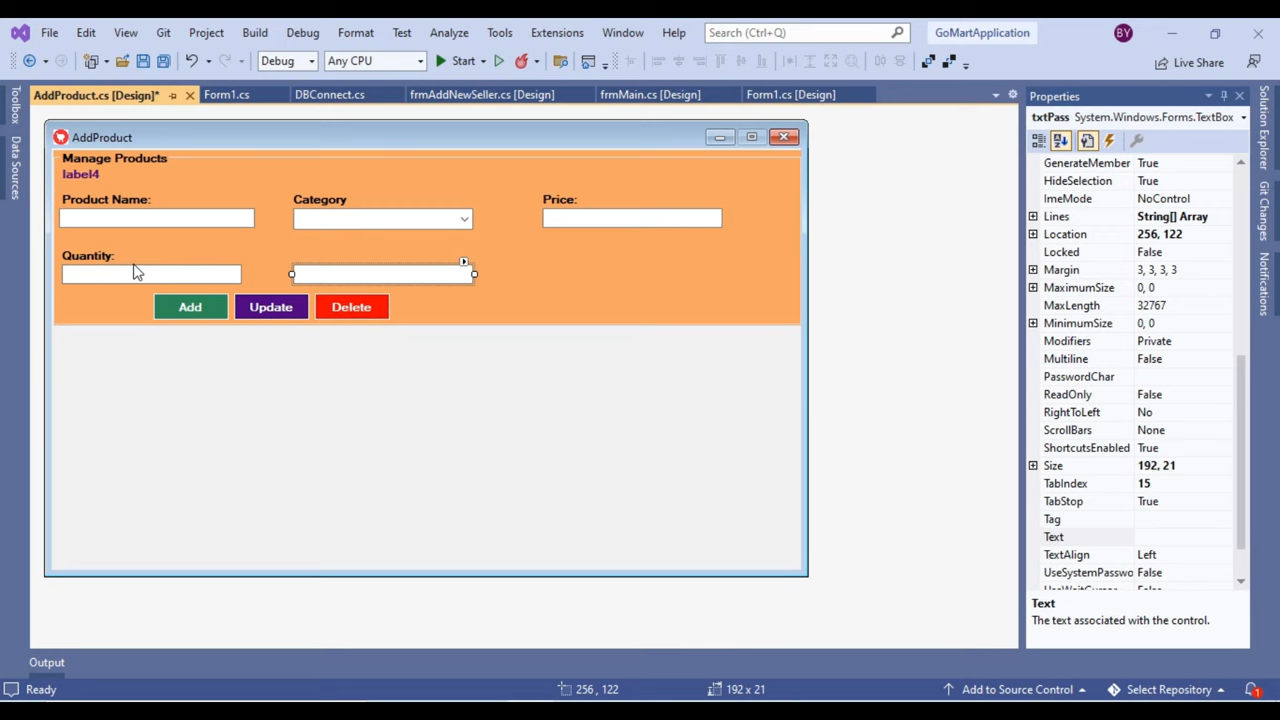 File Edit View Git Project Build Debug Format Test Analyze Tools Extensions Window Help Search (Ctrl+Q) GoMartApplication BY
Debug Any CPU Start Live Share
AddProduct.cs [Design]* Form1.cs DBConnect.cs frmAddNewSeller.cs [Design] frmMain.cs [Design] Form1.cs [Design]
Toolbox
Data Sources
AddProduct
Manage Products
label4
Product Name: Category Price:
Quantity:
Add Update Delete
Properties
txtPass System.Windows.Forms.TextBox
GenerateMember True
HideSelection True
ImeMode NoControl
Lines String[] Array
Location 256, 122
Locked False
Margin 3, 3, 3, 3
MaximumSize 0, 0
MaxLength 32767
MinimumSize 0, 0
Modifiers Private
Multiline False
PasswordChar
ReadOnly False
RightToLeft No
ScrollBars None
ShortcutsEnabled True
Size 192, 21
TabIndex 15
TabStop True
Tag
Text
TextAlign Left
UseSystemPasswo False
Text
The text associated with the control.
Solution Explorer
Git Changes
Notifications
Output
Ready 256 , 122 192 x 21 Add to Source Control Select Repository 1